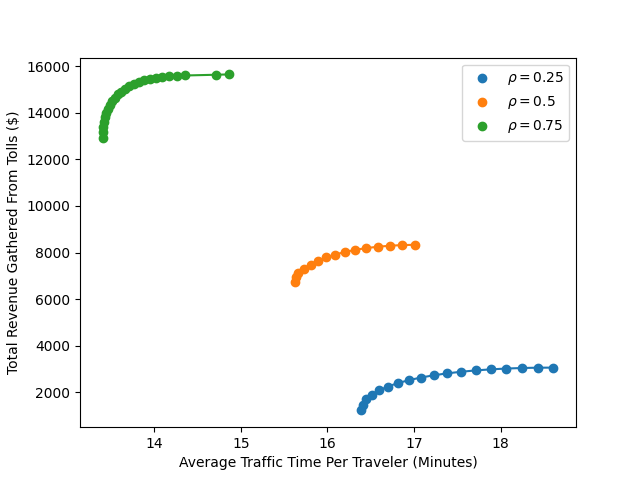 16000
14000
12000
10000
8000
6000
4000
2000
Total Revenue Gathered From Tolls ($)
ρ = 0.25
ρ = 0.5
ρ = 0.75
14 15 16 17 18
Average Traffic Time Per Traveler (Minutes)